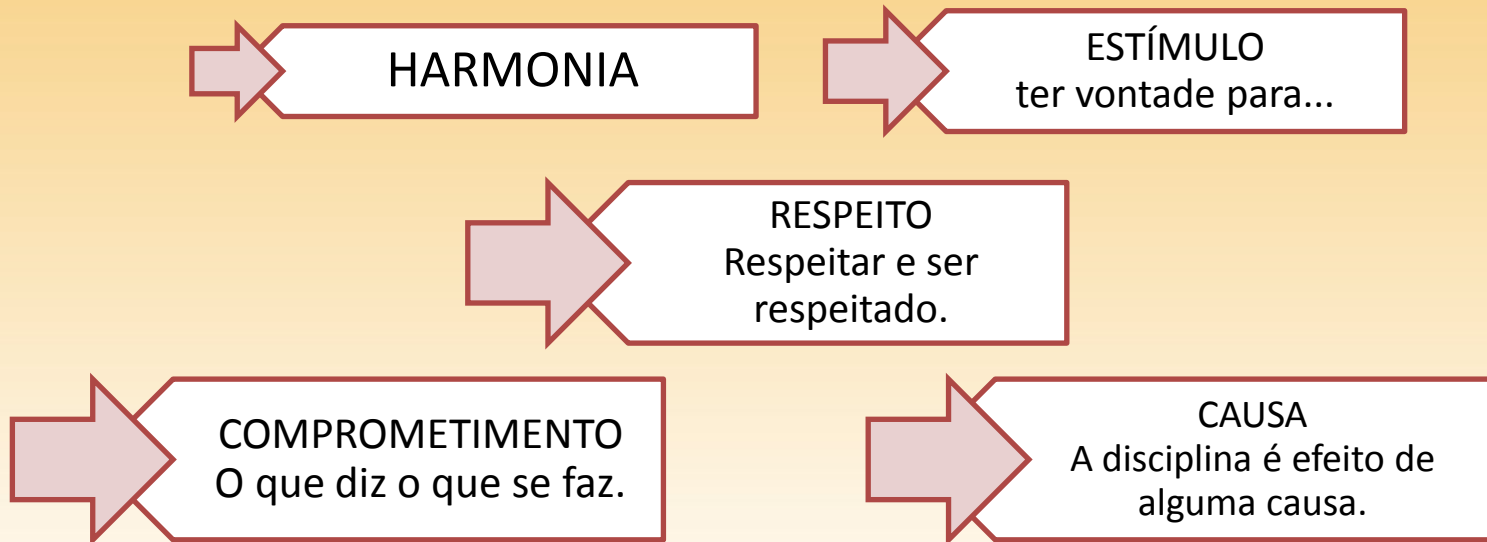 HARMONIA
ESTÍMULO
ter vontade para...
RESPEITO
Respeitar e ser
respeitado.
COMPROMETIMENTO
O que diz o que se faz.
CAUSA
A disciplina é efeito de
alguma causa.